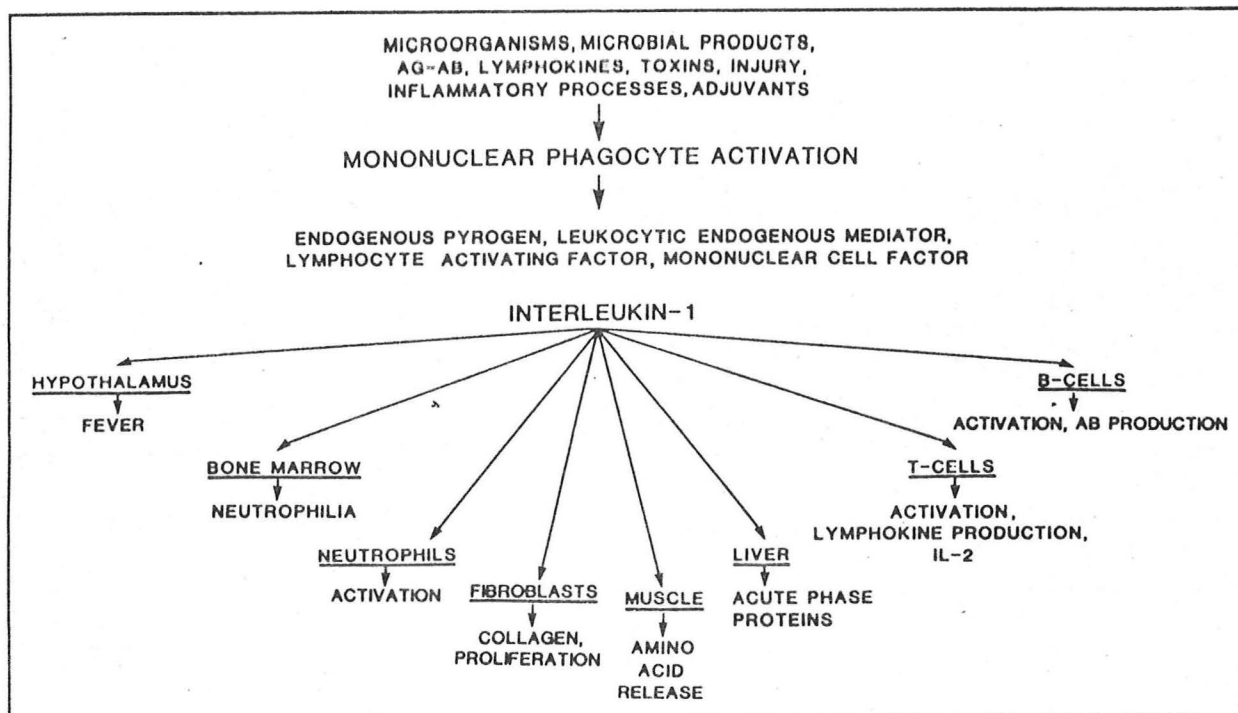 MICROORGANISMS, MICROBIAL PRODUCTS,
AG-AB, LYMPHOKINES, TOXINS, INJURY,
INFLAMMATORY PROCESSES, ADJUVANTS
MONONUCLEAR PHAGOCYTE ACTIVATION
ENDOGENOUS PYROGEN, LEUKOCYTIC ENDOGENOUS MEDIATOR,
LYMPHOCYTE ACTIVATING FACTOR, MONONUCLEAR CELL FACTOR
INTERLEUKIN-1
HYPOTHALAMUS
FEVER
BONE MARROW
NEUTROPHILIA
NEUTROPHILS
ACTIVATION
FIBROBLASTS
COLLAGEN,
PROLIFERATION
MUSCLE
AMINO
ACID
RELEASE
LIVER
ACUTE PHASE
PROTEINS
T-CELLS
ACTIVATION,
LYMPHOKINE PRODUCTION,
IL-2
B-CELLS
ACTIVATION, AB PRODUCTION